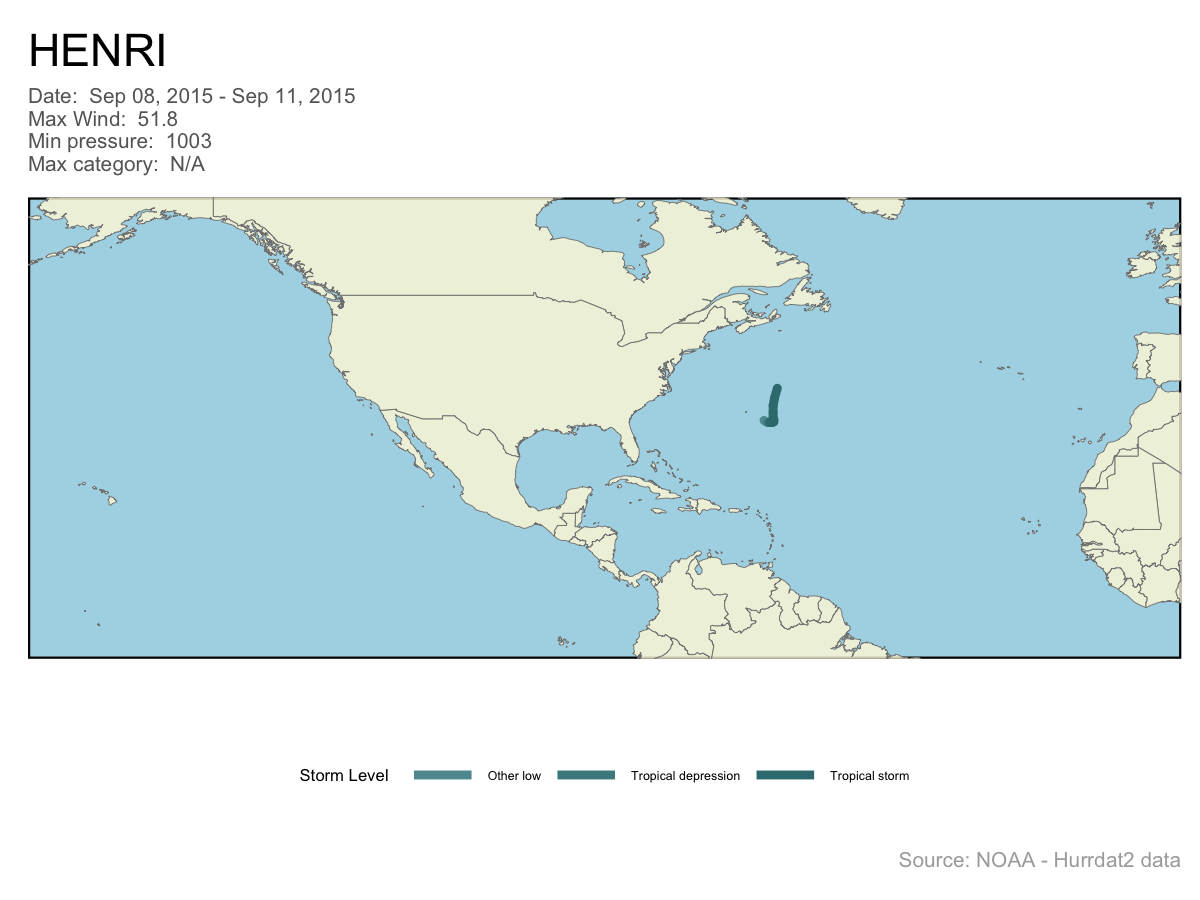 HENRI
Date:  Sep 08, 2015 - Sep 11, 2015
Max Wind:  51.8
Min pressure:  1003
Max category:  N/A
Storm Level Other low Tropical depression Tropical storm
Source: NOAA - Hurrdat2 data